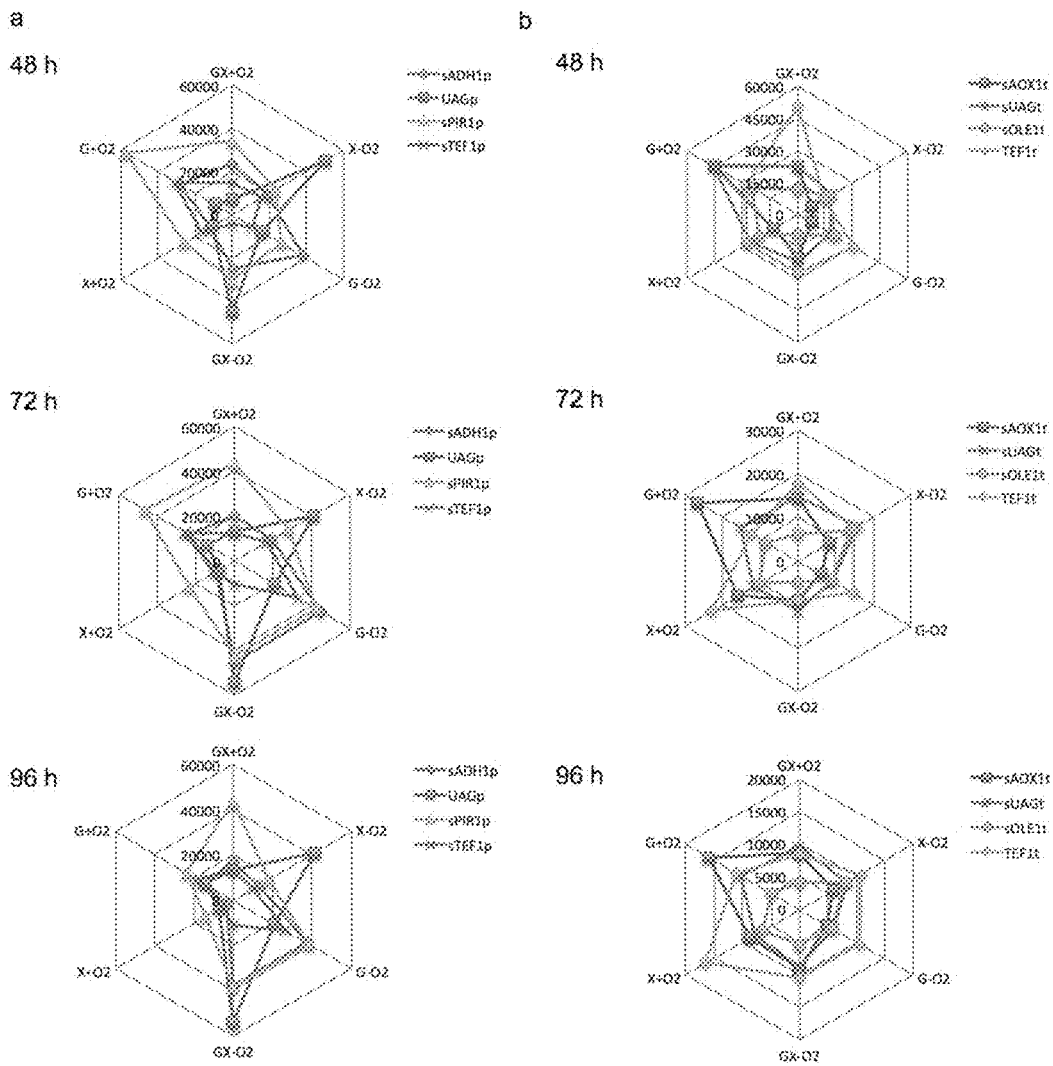 a
48 h
GX+O2
60000
40000
20000
X-O2
G-O2
GX-O2
X+O2
G+O2
sADH1p
UAGp
sPIR1p
sTEF1p
72 h
GX+O2
60000
40000
20000
X-O2
G-O2
GX-O2
X+O2
G+O2
sADH1p
UAGp
sPIR1p
sTEF1p
96 h
GX+O2
60000
40000
20000
X-O2
G-O2
GX-O2
X+O2
G+O2
sADH1p
UAGp
sPIR1p
sTEF1p
b
48 h
GX+O2
60000
45000
30000
15000
0
X-O2
G-O2
GX-O2
X+O2
G+O2
sAOX1t
sUAGt
sOLE1t
TEF1t
72 h
GX+O2
30000
20000
10000
0
X-O2
G-O2
GX-O2
X+O2
G+O2
sAOX1t
sUAGt
sOLE1t
TEF1t
96 h
GX+O2
20000
15000
10000
5000
0
X-O2
G-O2
GX-O2
X+O2
G+O2
sAOX1t
sUAGt
sOLE1t
TEF1t